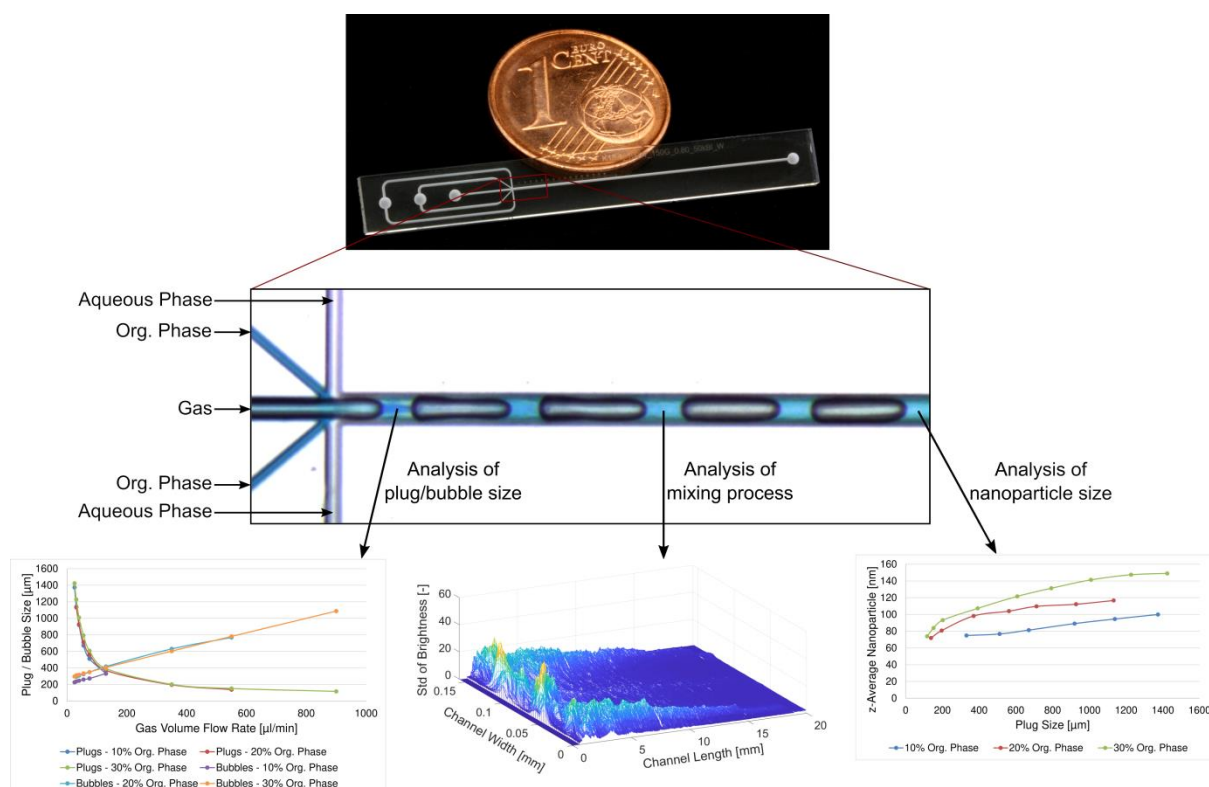 1
EURO
CENT
Aqueous Phase
Org. Phase
Gas
Org. Phase
Aqueous Phase
Analysis of
plug/bubble size
Analysis of
mixing process
Analysis of
nanoparticle size
Plug / Bubble Size [µm]
1600
1400
1200
1000
800
600
400
200
0
0
200
400
600
800
1000
Gas Volume Flow Rate [µl/min]
Plugs - 10% Org. Phase
Plugs - 20% Org. Phase
Plugs - 30% Org. Phase
Bubbles - 10% Org. Phase
Bubbles - 20% Org. Phase
Bubbles - 30% Org. Phase
Std of Brightness [-]
60
40
20
0
0.15
0.1
0.05
0
Channel Width [mm]
0
5
10
15
20
Channel Length [mm]
z-Average Nanoparticle [nm]
160
140
120
100
80
60
40
20
0
0
200
400
600
800
1000
1200
1400
1600
Plug Size [µm]
10% Org. Phase
20% Org. Phase
30% Org. Phase